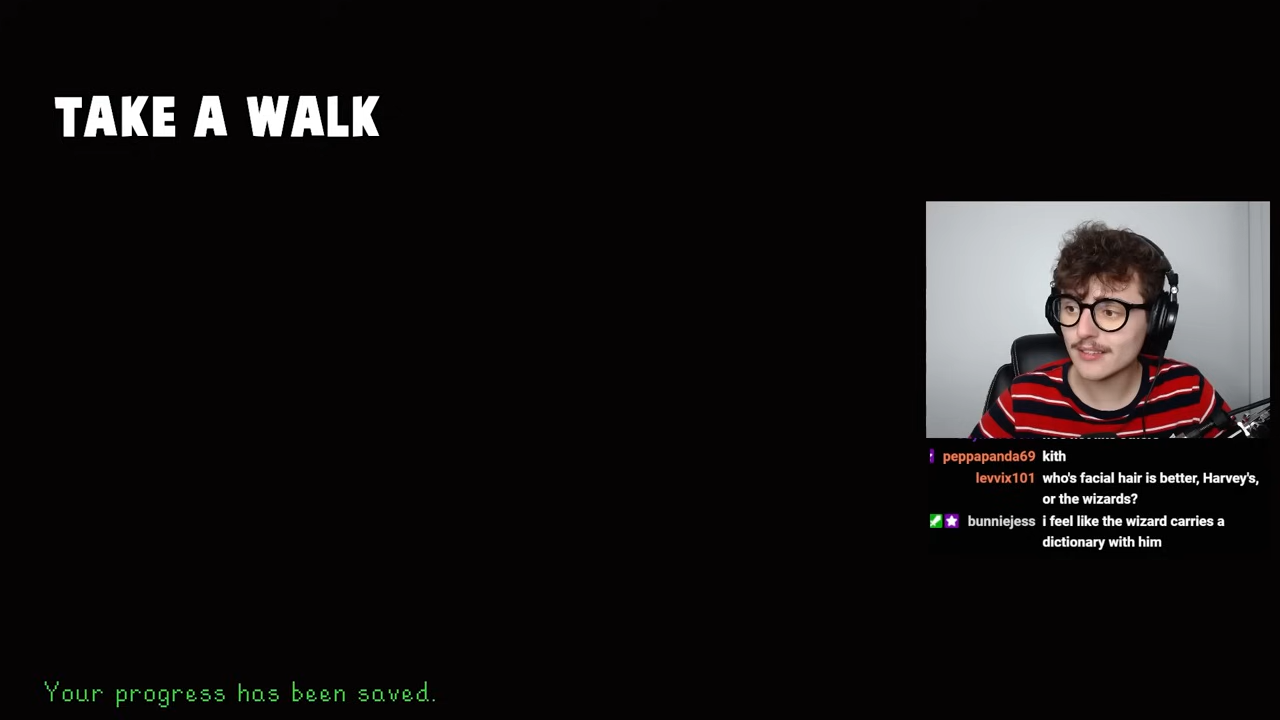 TAKE A WALK
peppapanda69 kith
levvix101 who's facial hair is better, Harvey's,
or the wizards?
bunniejess i feel like the wizard carries a
dictionary with him
Your progress has been saved.